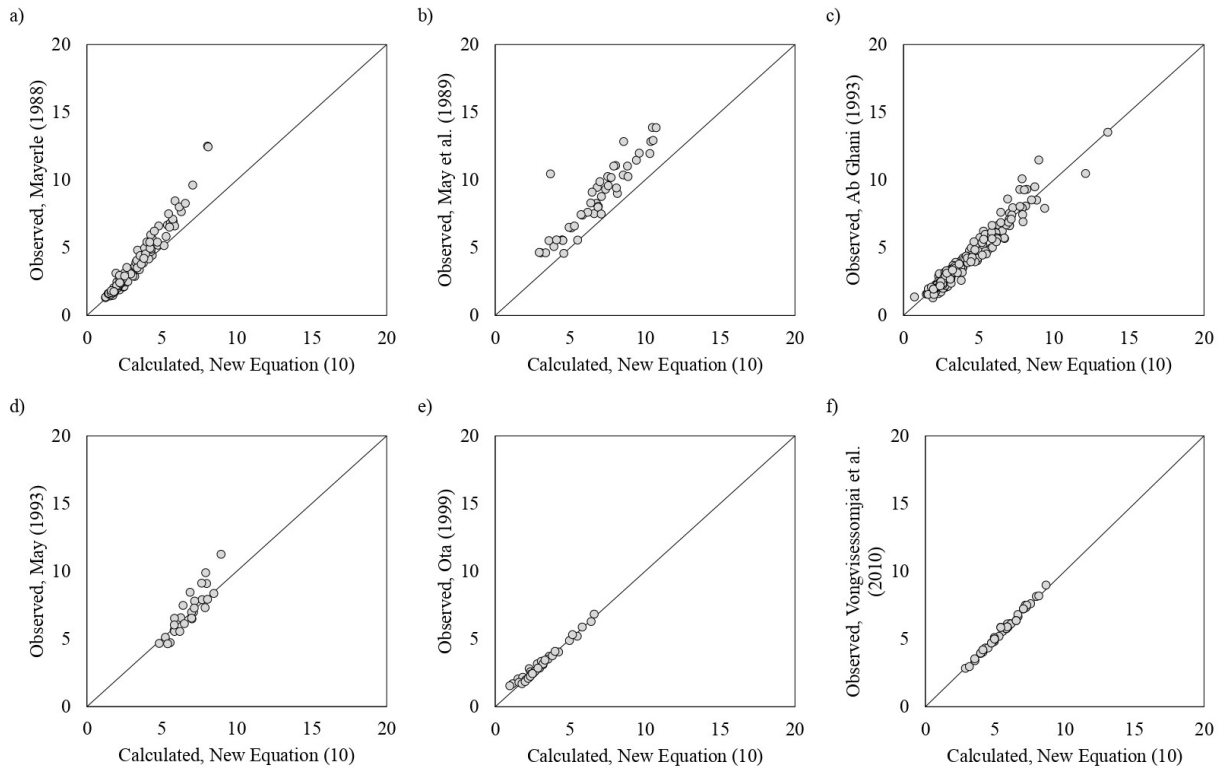 a)
20
15
10
5
0
Observed, Mayerle (1988)
0 5 10 15 20
Calculated, New Equation (10)
b)
20
15
10
5
0
Observed, May et al. (1989)
0 5 10 15 20
Calculated, New Equation (10)
c)
20
15
10
5
0
Observed, Ab Ghani (1993)
0 5 10 15 20
Calculated, New Equation (10)
d)
20
15
10
5
0
Observed, May (1993)
0 5 10 15 20
Calculated, New Equation (10)
e)
20
15
10
5
0
Observed, Ota (1999)
0 5 10 15 20
Calculated, New Equation (10)
f)
20
15
10
5
0
Observed, Vongvisessomjai et al.
(2010)
0 5 10 15 20
Calculated, New Equation (10)